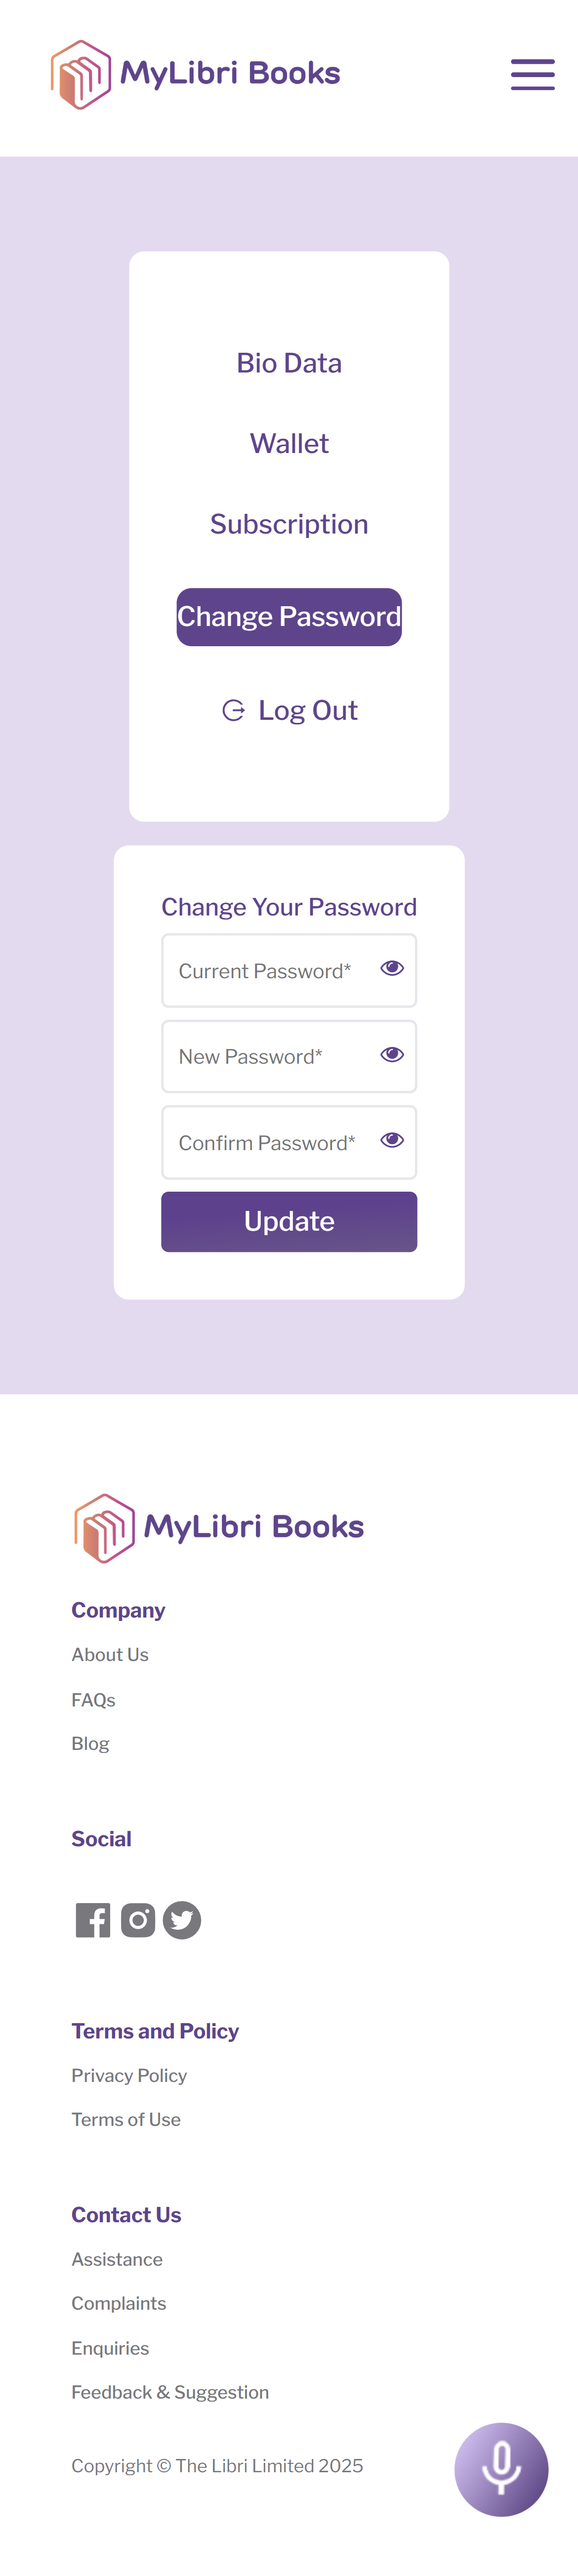 MyLibri Books
Bio Data
Wallet
Subscription
Change Password
Log Out
Change Your Password
Current Password*
New Password*
Confirm Password*
Update
MyLibri Books
Company
About Us
FAQs
Blog
Social
Terms and Policy
Privacy Policy
Terms of Use
Contact Us
Assistance
Complaints
Enquiries
Feedback & Suggestion
Copyright © The Libri Limited 2025